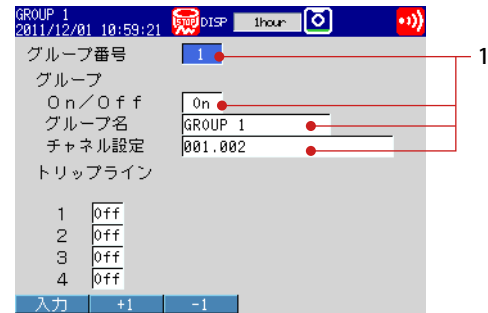 GROUP 1
2011/12/01 10:59:21 STOP DISP 1hour
グループ番号 1
1
グループ
On/Off On
グループ名 GROUP 1
チャネル設定 001.002
トリップライン
1 Off
2 Off
3 Off
4 Off
入力 +1 -1